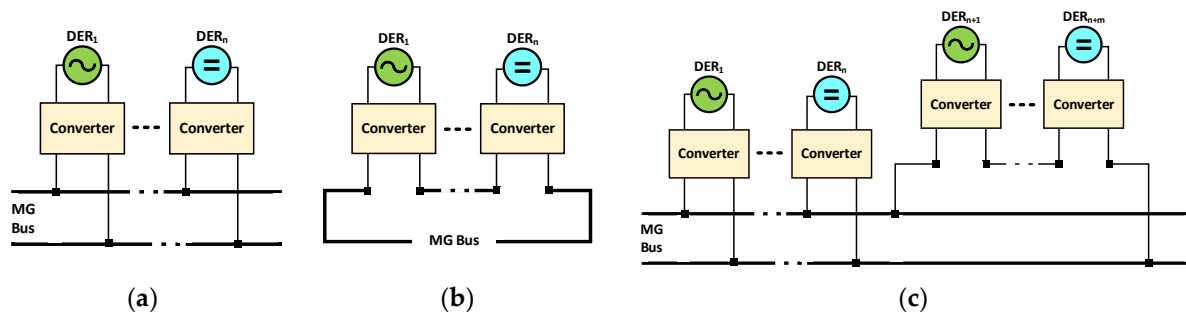 DER₁ DERₙ
Converter Converter
MG
Bus
(a)
DER₁ DERₙ
Converter Converter
MG Bus
(b)
DERₙ₊₁ DERₙ₊ₘ
Converter Converter
DER₁ DERₙ
Converter Converter
MG
Bus
(c)